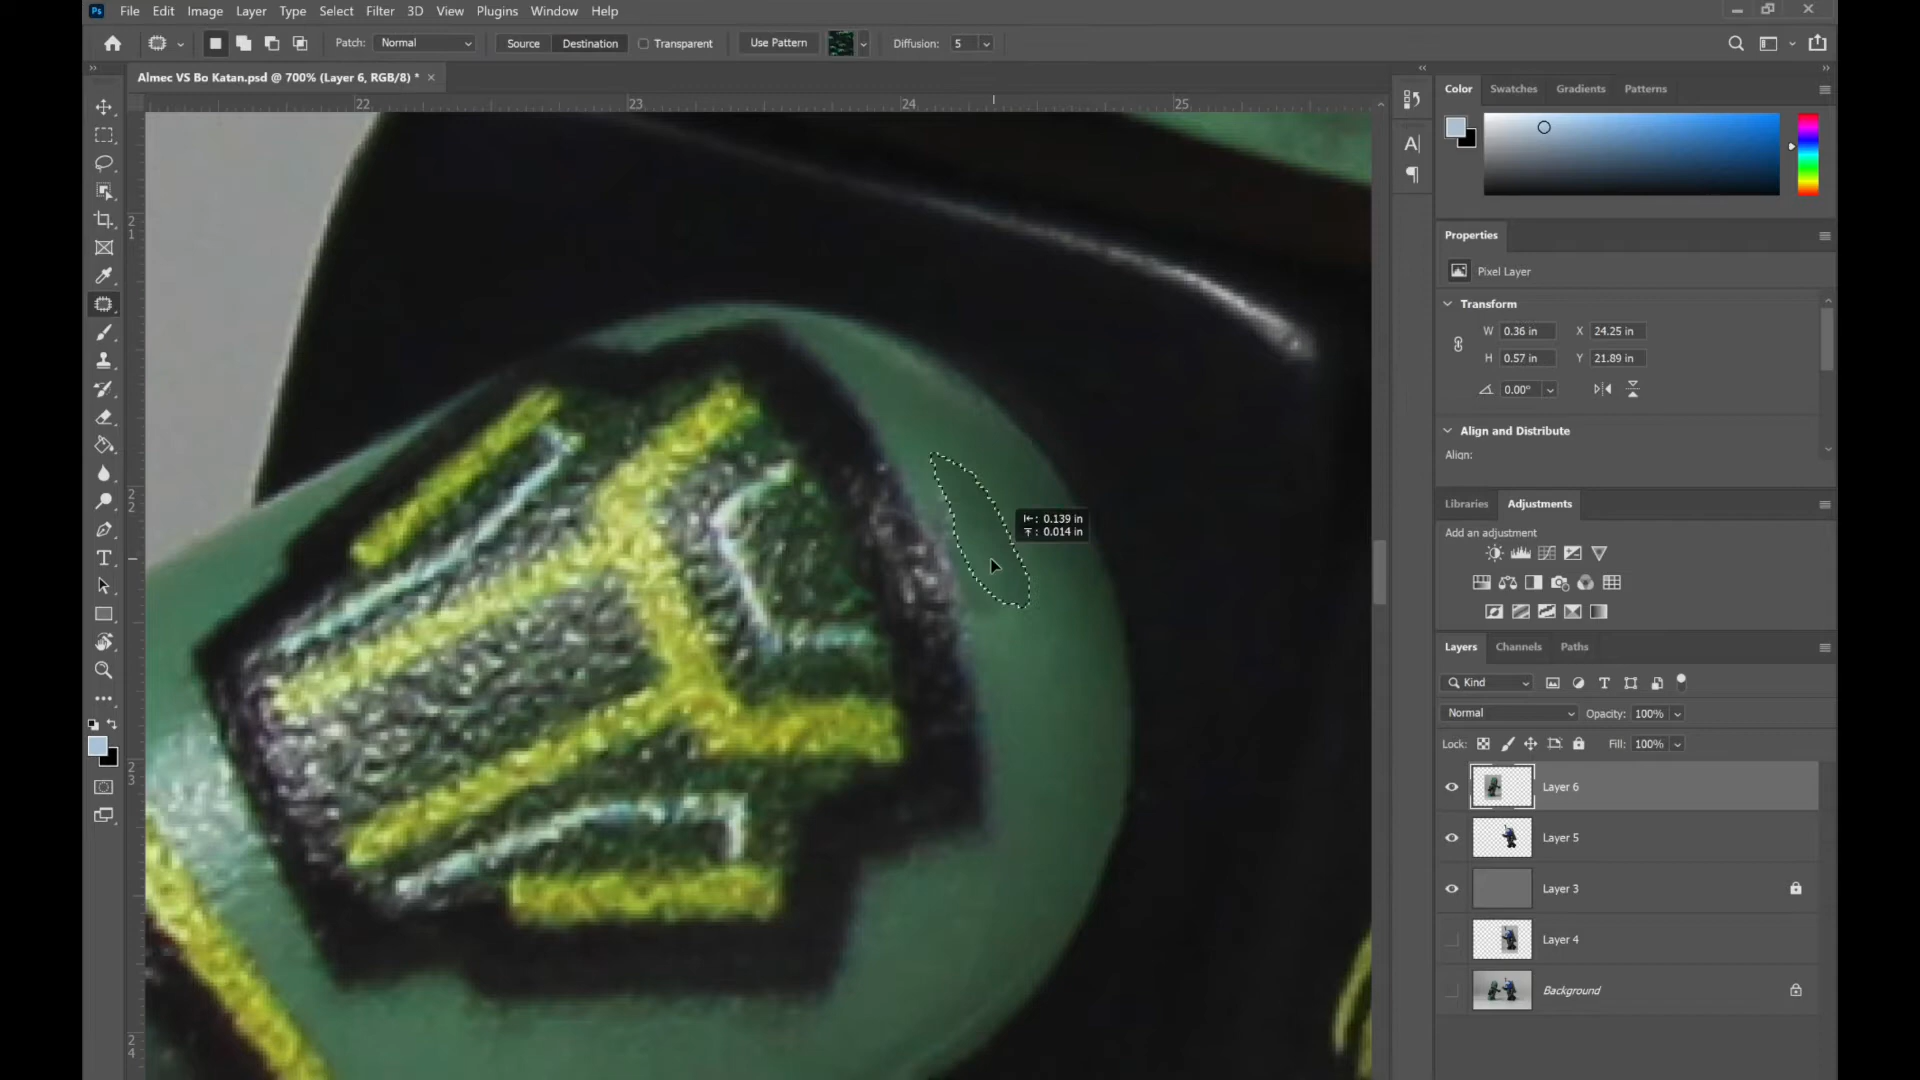 Ps File Edit Image Layer Type Select Filter 3D View Plugins Window Help
Patch: Normal Source Destination Transparent Use Pattern Diffusion: 5
Almec VS Bo Katan.psd @ 700% (Layer 6, RGB/8) * ×
22 23 24 25
21
22
23
24
0.139 in
0.014 in
Color Swatches Gradients Patterns
Properties
Pixel Layer
Transform
W 0.36 in X 24.25 in
H 0.57 in Y 21.89 in
0.00°
Align and Distribute
Align:
Libraries Adjustments
Add an adjustment
Layers Channels Paths
Kind
Normal Opacity: 100%
Lock: Fill: 100%
Layer 6
Layer 5
Layer 3
Layer 4
Background